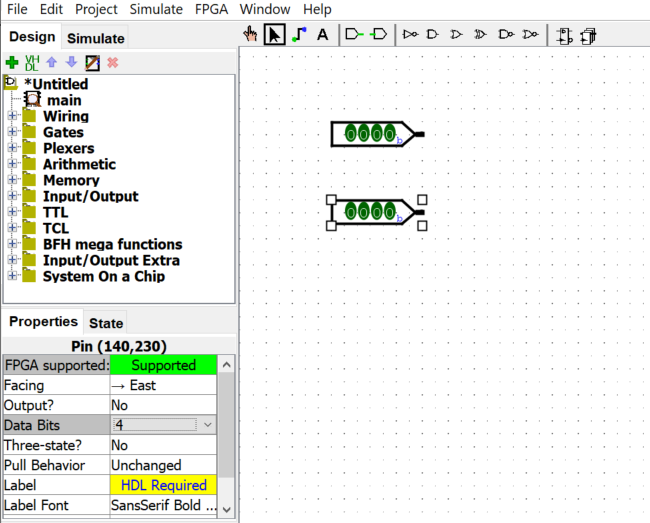 File Edit Project Simulate FPGA Window Help
Design Simulate
A
VH
DL
*Untitled
main
Wiring
Gates
Plexers
Arithmetic
Memory
Input/Output
TTL
TCL
BFH mega functions
Input/Output Extra
System On a Chip
0000b
0000b
Properties State
Pin (140,230)
FPGA supported: Supported
Facing → East
Output? No
Data Bits 4
Three-state? No
Pull Behavior Unchanged
Label HDL Required
Label Font SansSerif Bold ...